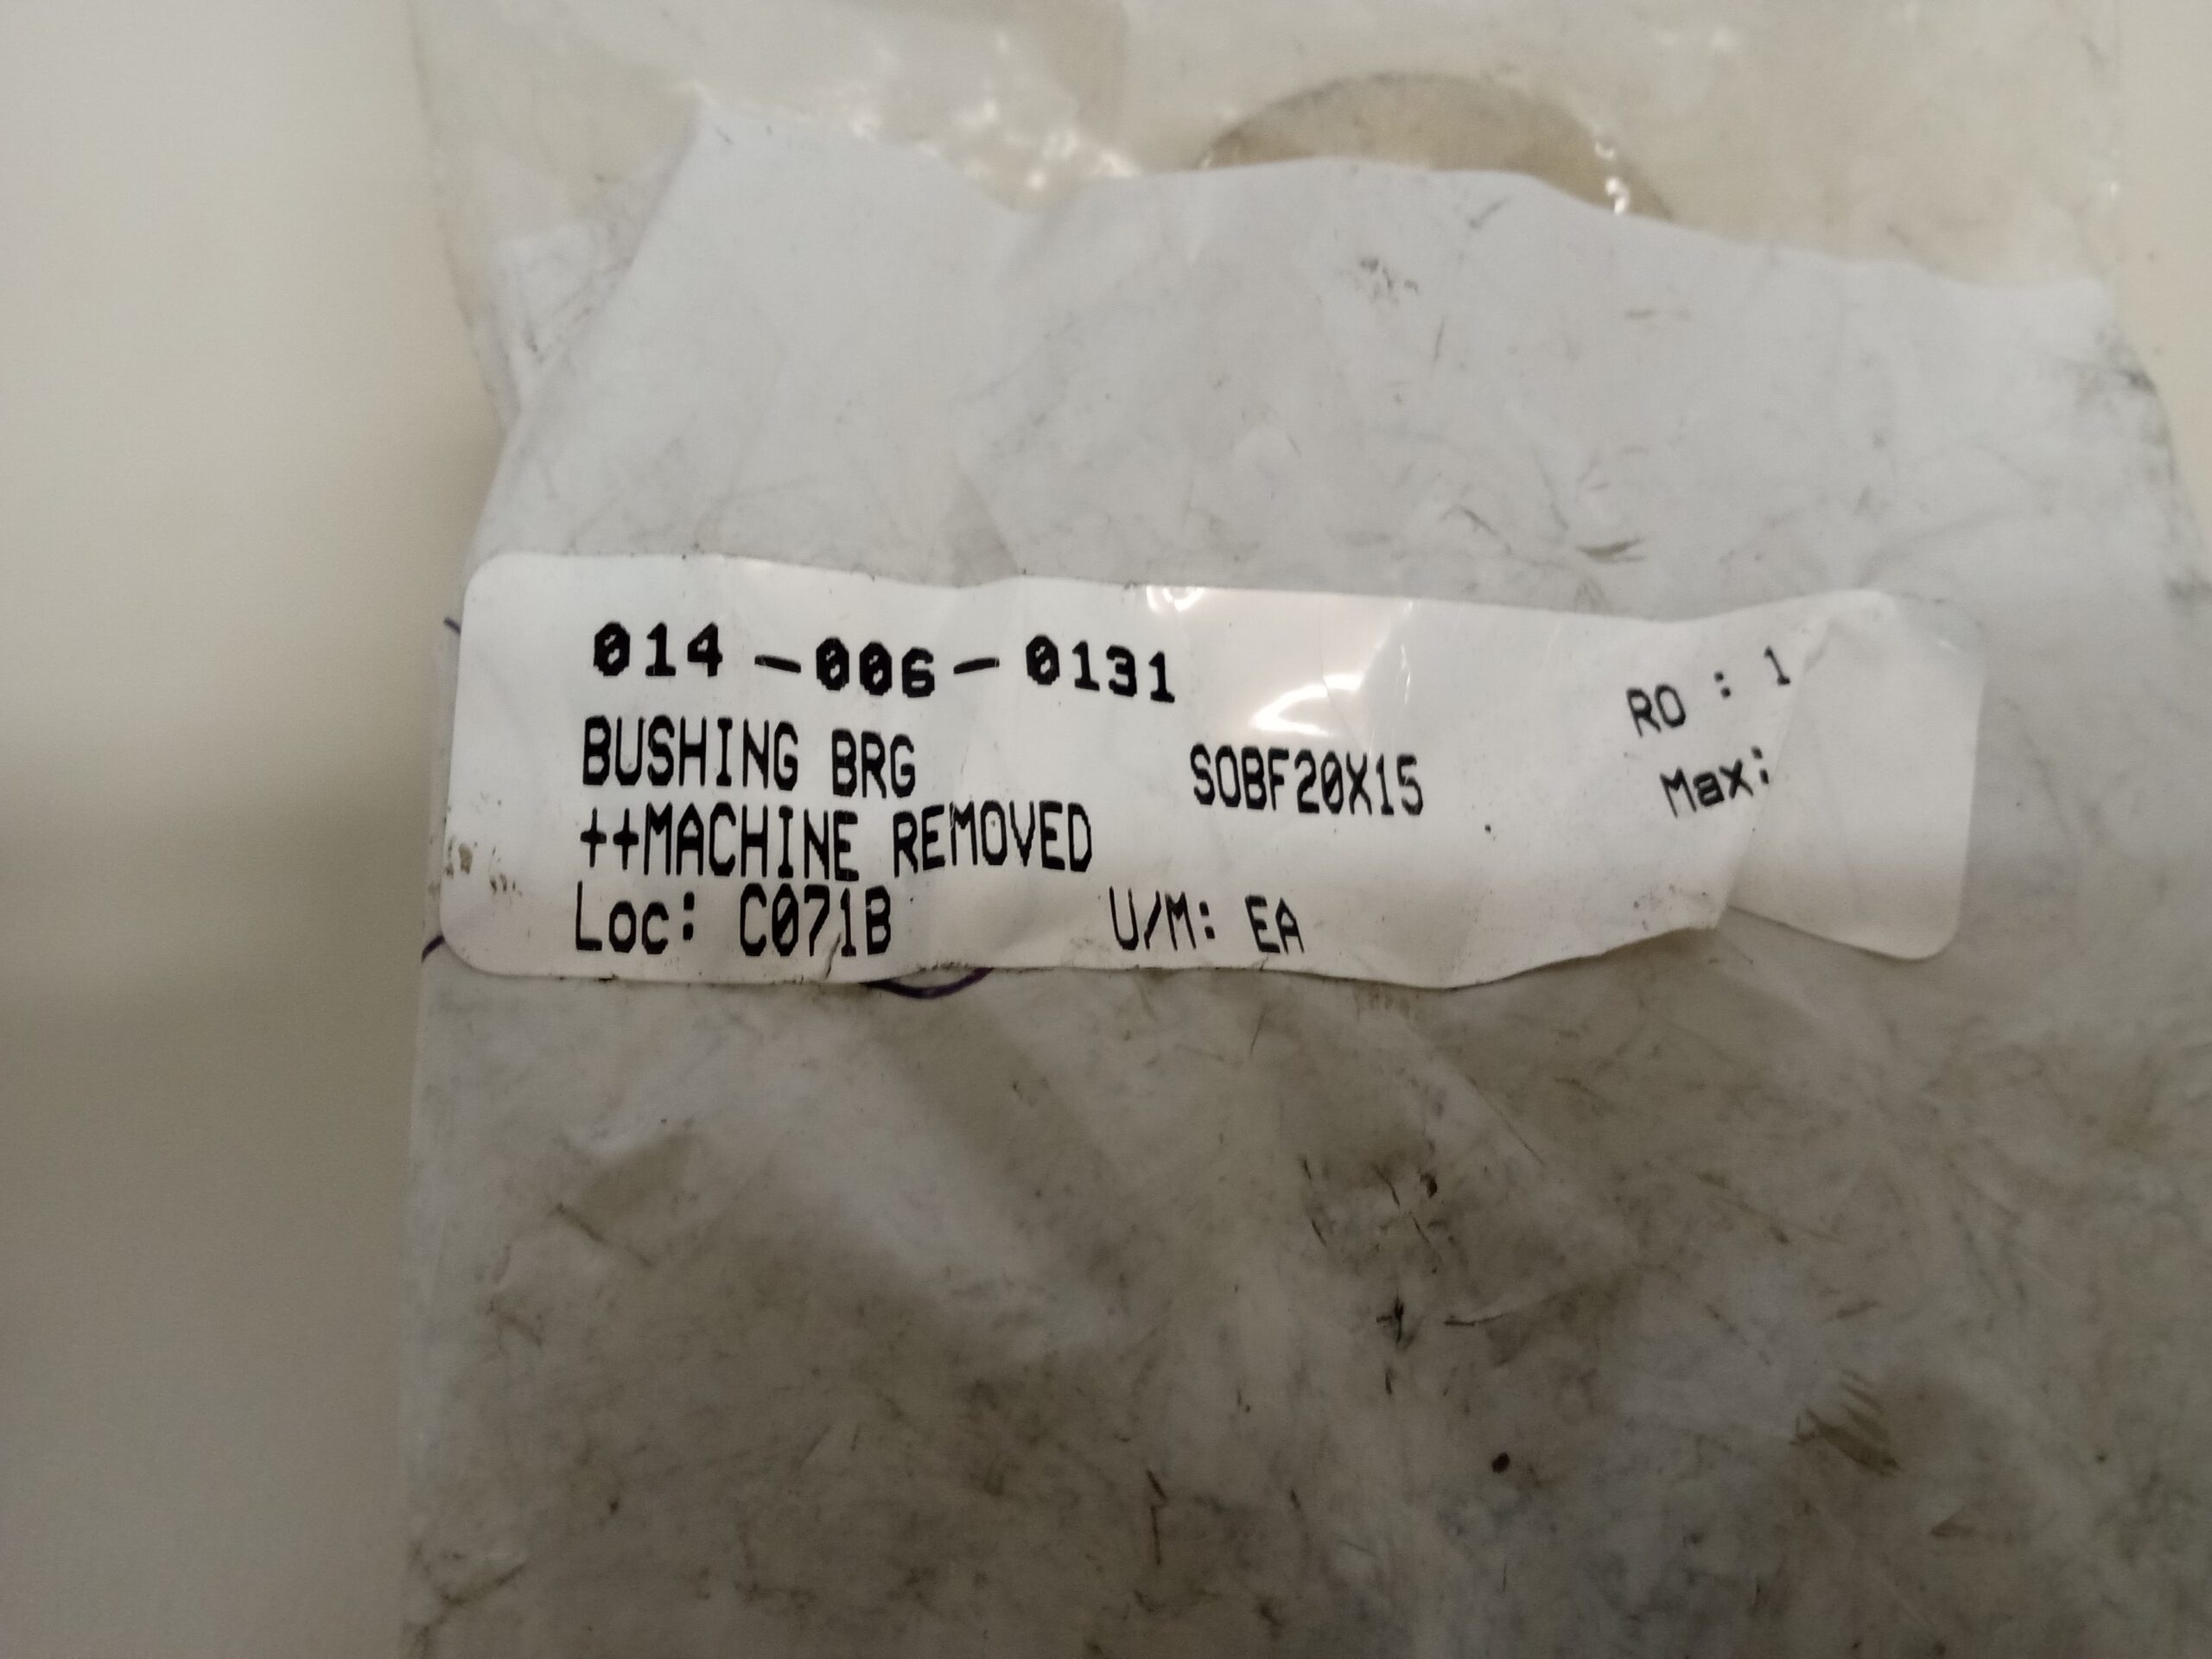 014-006-0131
RO : 1
BUSHING BRG SOBF20X15
Max:
++MACHINE REMOVED
Loc: C071B U/M: EA